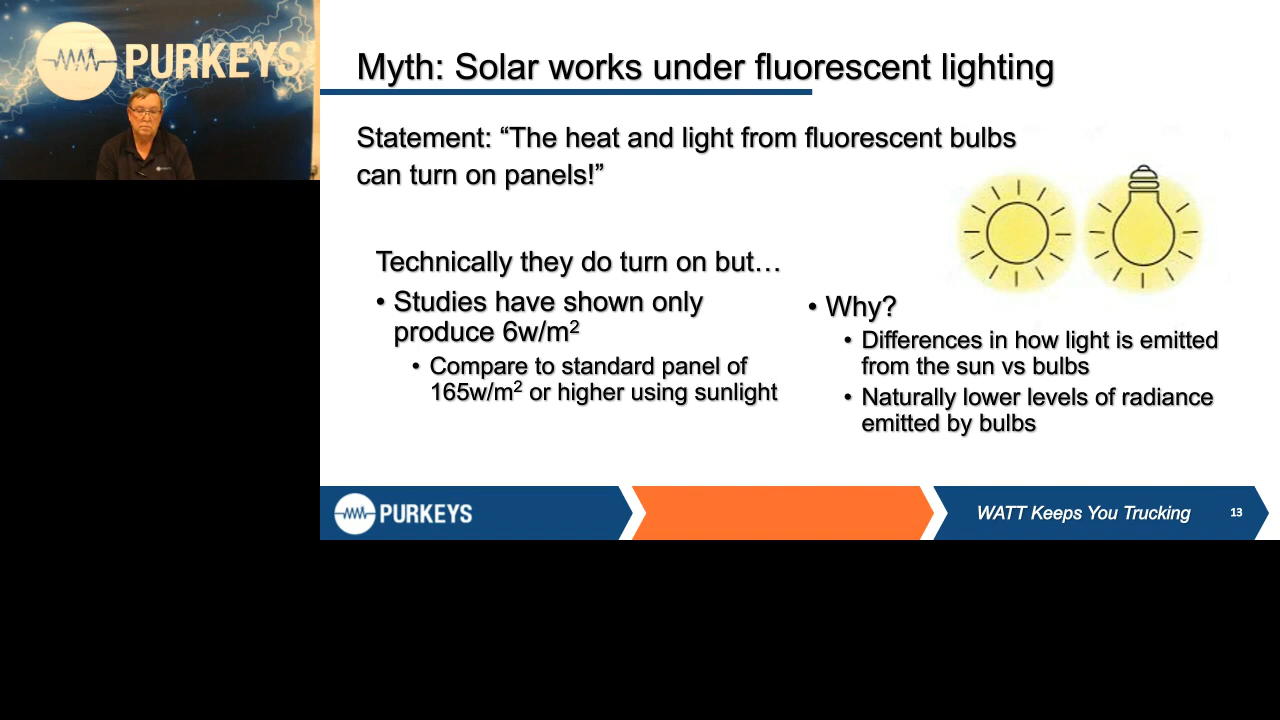 PURKEYS
Myth: Solar works under fluorescent lighting
Statement: “The heat and light from fluorescent bulbs
can turn on panels!”
Technically they do turn on but…
• Studies have shown only
produce 6w/m²
• Compare to standard panel of
165w/m² or higher using sunlight
• Why?
• Differences in how light is emitted
from the sun vs bulbs
• Naturally lower levels of radiance
emitted by bulbs
PURKEYS
WATT Keeps You Trucking
13